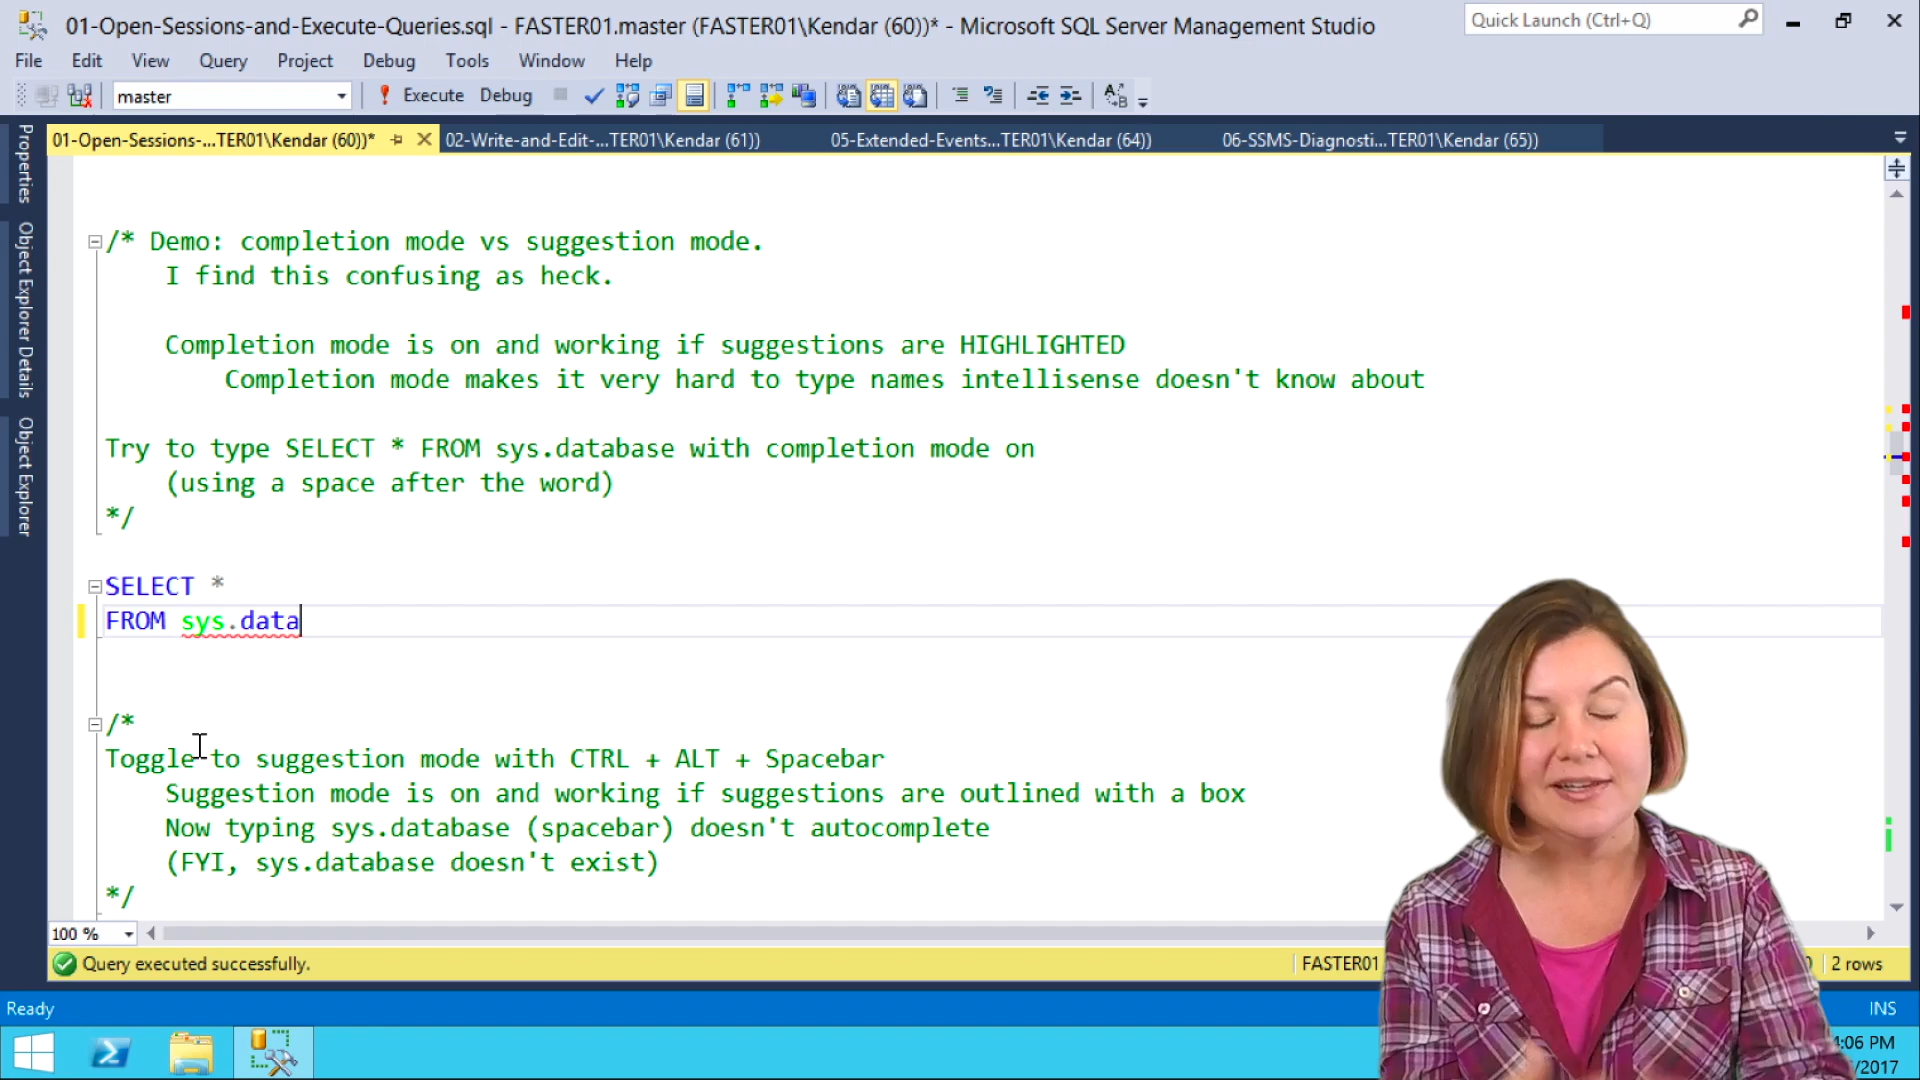 01-Open-Sessions-and-Execute-Queries.sql - FASTER01.master (FASTER01\Kendar (60))* - Microsoft SQL Server Management Studio
Quick Launch (Ctrl+Q)
File Edit View Query Project Debug Tools Window Help
master
Execute Debug
01-Open-Sessions-...TER01\Kendar (60))*
02-Write-and-Edit-...TER01\Kendar (61))
05-Extended-Events...TER01\Kendar (64))
06-SSMS-Diagnosti...TER01\Kendar (65))
Properties
Object Explorer Details
Object Explorer
/* Demo: completion mode vs suggestion mode.
I find this confusing as heck.
Completion mode is on and working if suggestions are HIGHLIGHTED
Completion mode makes it very hard to type names intellisense doesn't know about
Try to type SELECT * FROM sys.database with completion mode on
(using a space after the word)
*/
SELECT *
FROM sys.data
/*
Toggle to suggestion mode with CTRL + ALT + Spacebar
Suggestion mode is on and working if suggestions are outlined with a box
Now typing sys.database (spacebar) doesn't autocomplete
(FYI, sys.database doesn't exist)
*/
100 %
Query executed successfully.
FASTER01
2 rows
Ready
INS
:06 PM
/2017